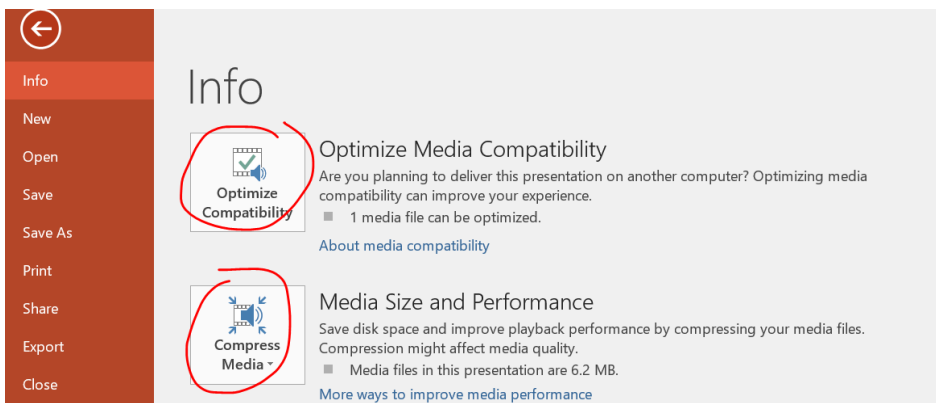 Info
New
Open
Save
Save As
Print
Share
Export
Close
Info
Optimize
Compatibility
Optimize Media Compatibility
Are you planning to deliver this presentation on another computer? Optimizing media
compatibility can improve your experience.
1 media file can be optimized.
About media compatibility
Compress
Media
Media Size and Performance
Save disk space and improve playback performance by compressing your media files.
Compression might affect media quality.
Media files in this presentation are 6.2 MB.
More ways to improve media performance